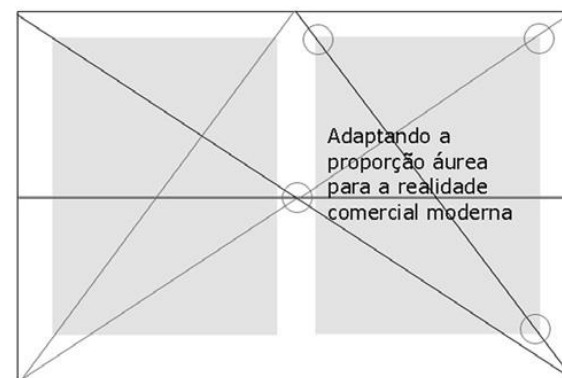 Adaptando a
proporção áurea
para a realidade
comercial moderna